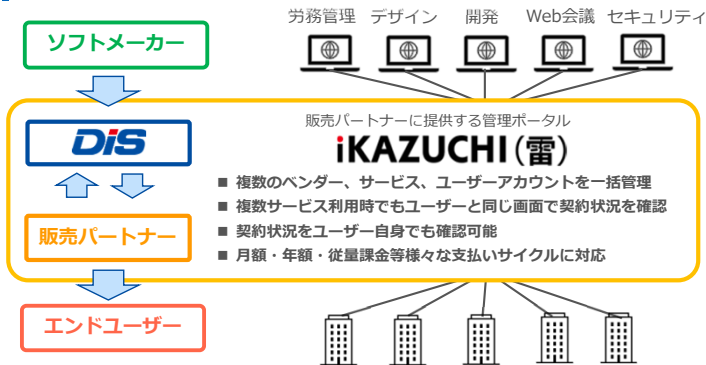 労務管理 デザイン 開発 Web会議 セキュリティ
ソフトメーカー
DiS
販売パートナーに提供する管理ポータル
iKAZUCHI(雷)
■ 複数のベンダー、サービス、ユーザーアカウントを一括管理
■ 複数サービス利用時でもユーザーと同じ画面で契約状況を確認
■ 契約状況をユーザー自身でも確認可能
■ 月額・年額・従量課金等様々な支払いサイクルに対応
販売パートナー
エンドユーザー